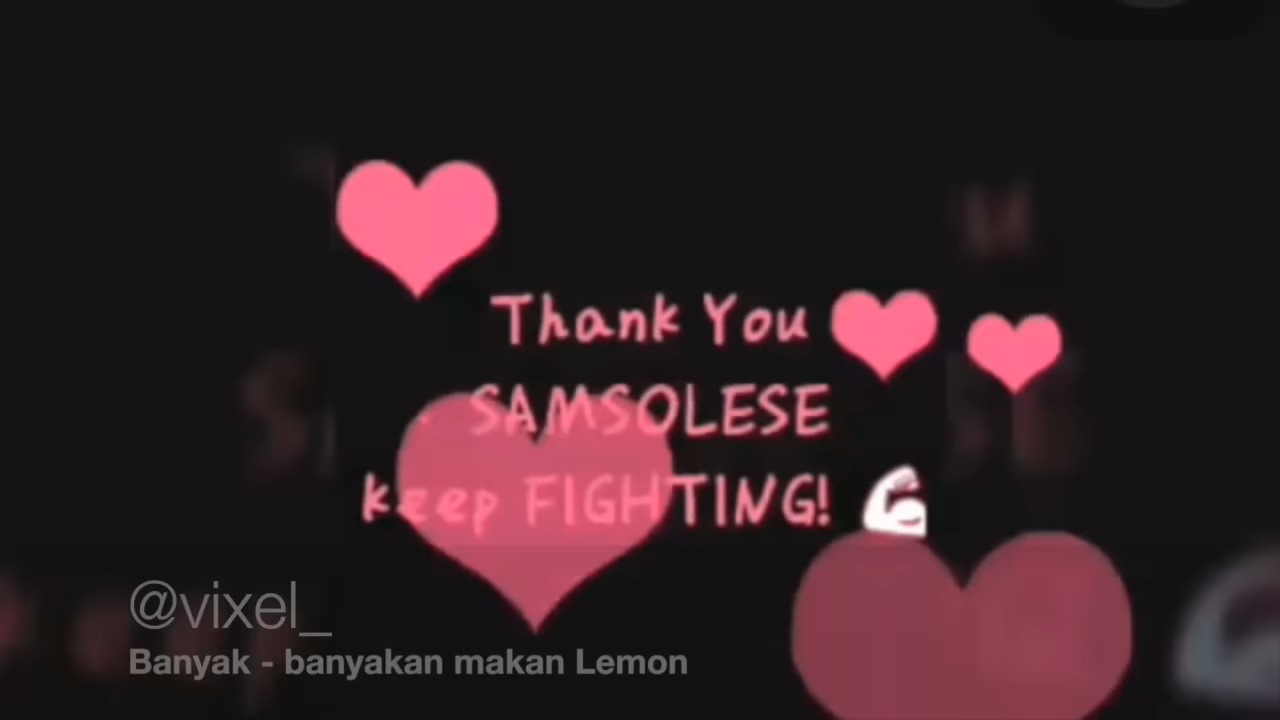 Thank You
SAMSOLESE
keep FIGHTING!
@vixel_
Banyak - banyakan makan Lemon